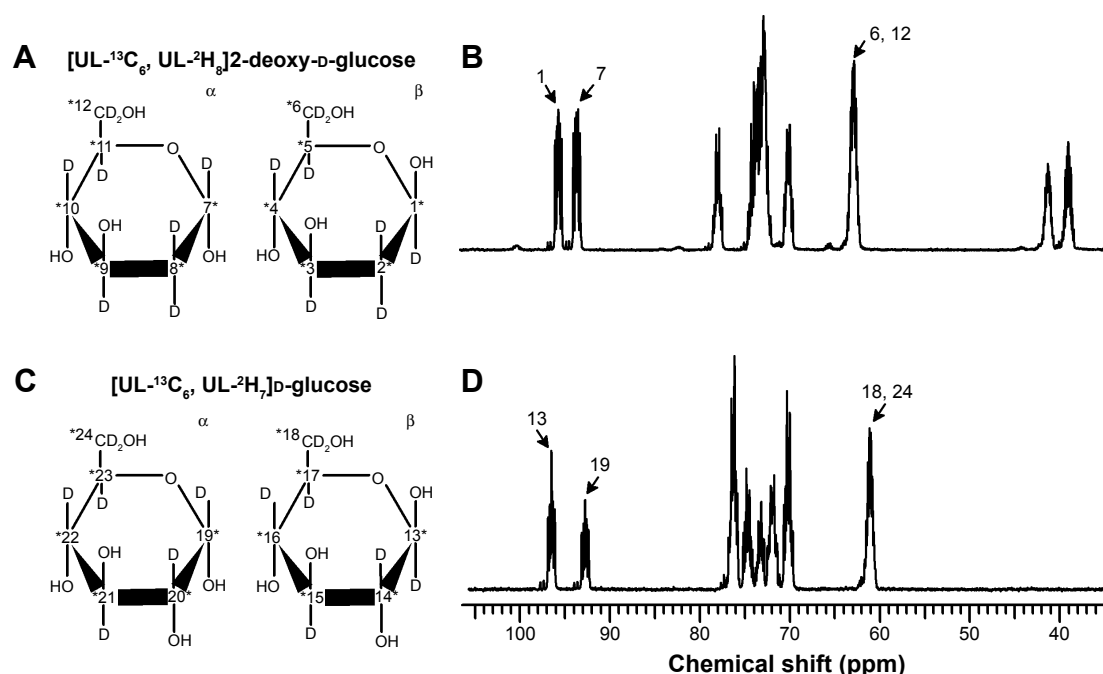 A [UL-¹³C₆, UL-²H₈]2-deoxy-D-glucose
α β
*12 CD₂OH *6 CD₂OH
*11 O D *5 O OH
D D D D
*10 7* *4 1*
OH D OH D
HO *9 8* OH HO *3 2* D
D D D D
B
1 7 6, 12
C [UL-¹³C₆, UL-²H₇]D-glucose
α β
*24 CD₂OH *18 CD₂OH
*23 O D *17 O OH
D D D D
*22 19* *16 13*
OH D OH D
HO *21 20* OH HO *15 14* D
D OH D OH
D
13 19 18, 24
100 90 80 70 60 50 40
Chemical shift (ppm)